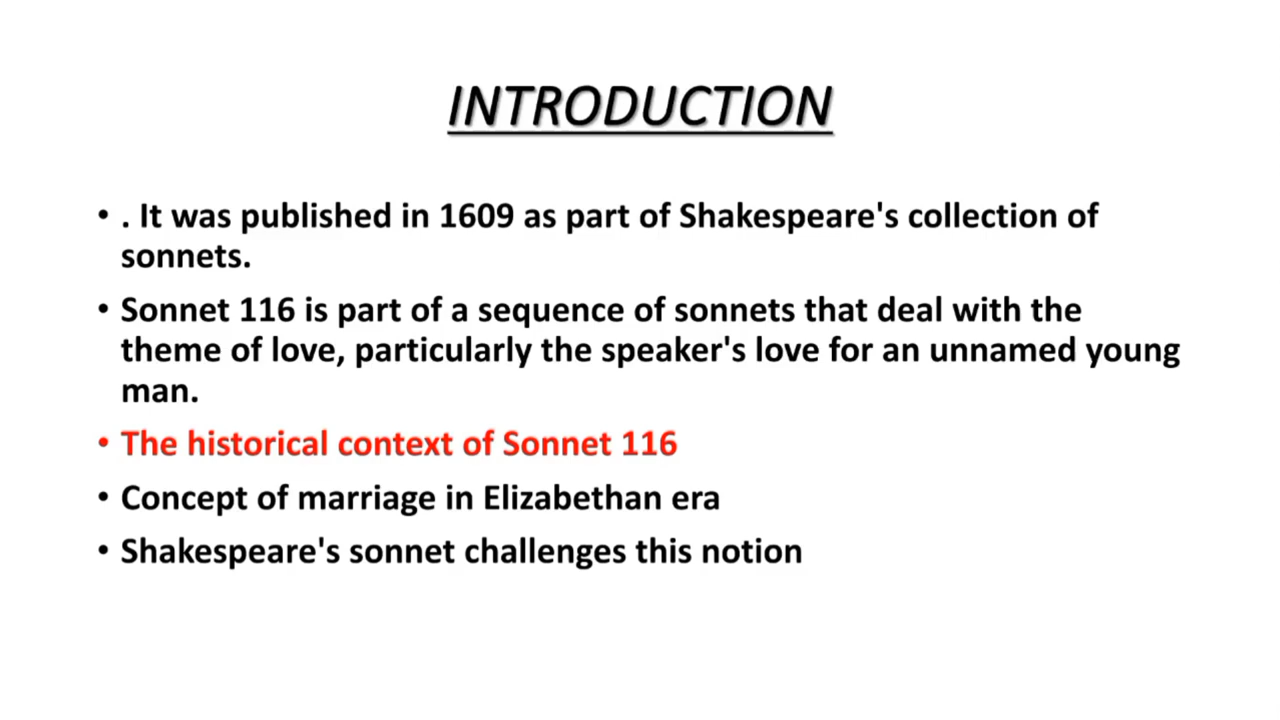 INTRODUCTION
• . It was published in 1609 as part of Shakespeare's collection of
sonnets.
• Sonnet 116 is part of a sequence of sonnets that deal with the
theme of love, particularly the speaker's love for an unnamed young
man.
• The historical context of Sonnet 116
• Concept of marriage in Elizabethan era
• Shakespeare's sonnet challenges this notion